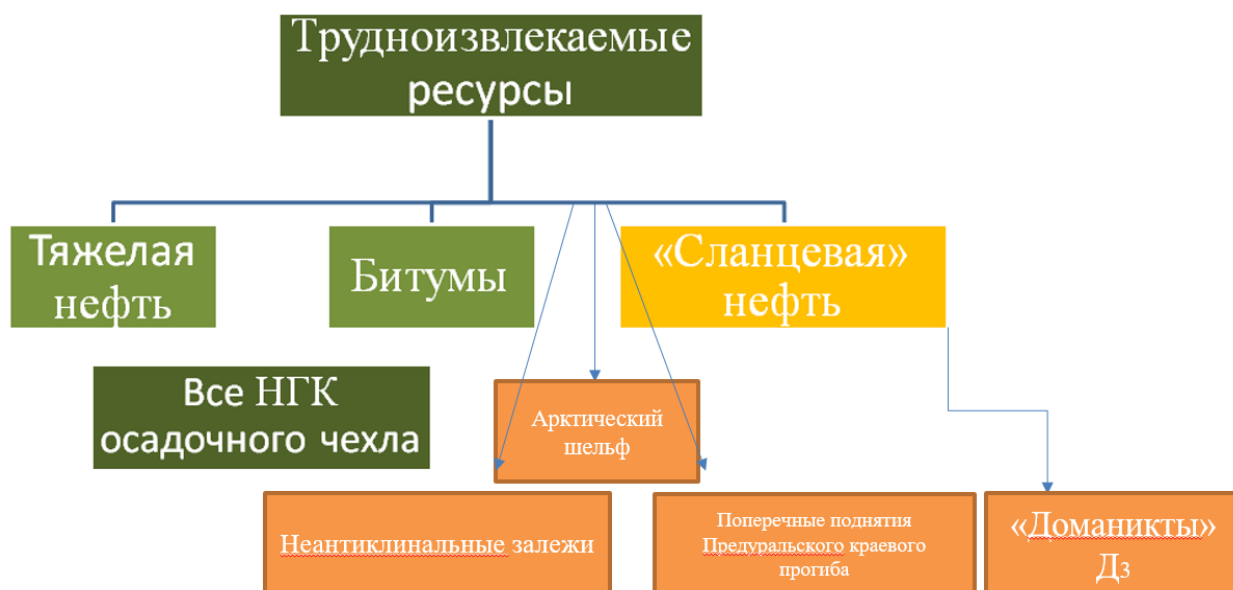 Трудноизвлекаемые
ресурсы
Тяжелая
нефть
Битумы
«Сланцевая»
нефть
Все НГК
осадочного чехла
Арктический
шельф
Неантиклинальные залежи
Поперечные поднятия
Предуральского краевого
прогиба
«Доманикты»
Д3